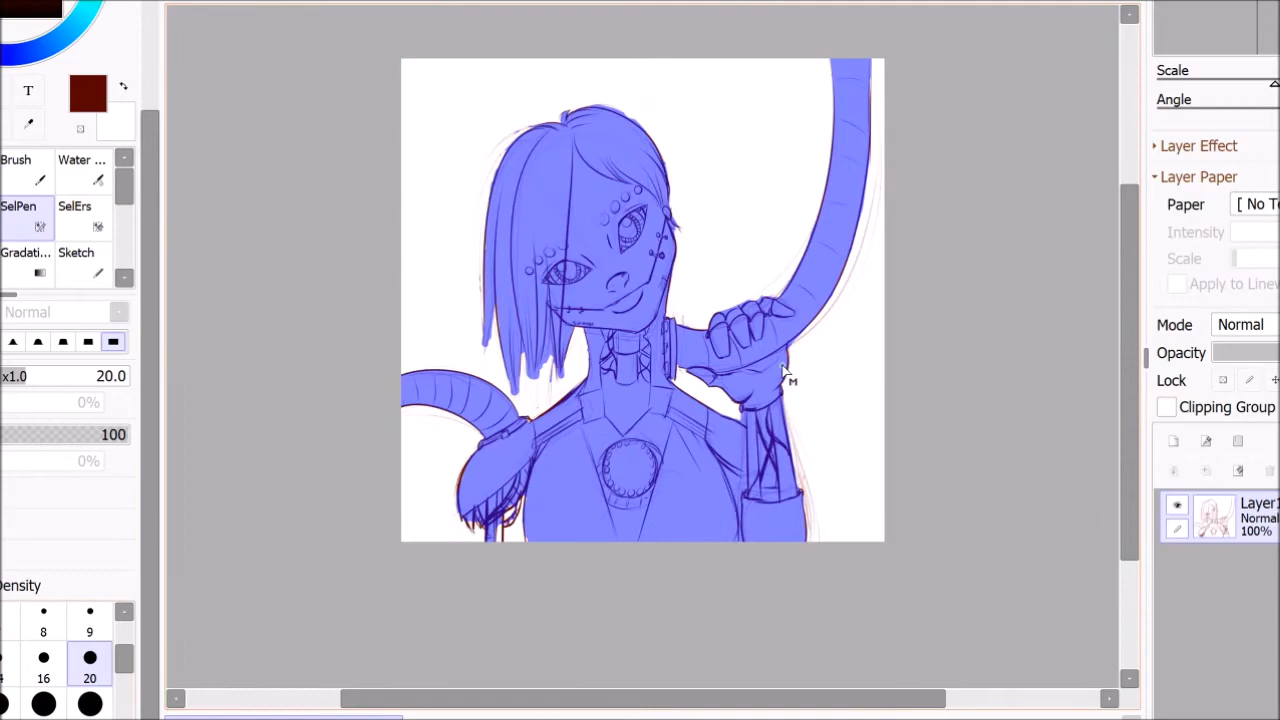 T
Brush Water ...
SelPen SelErs
Gradati... Sketch
Normal
x1.0 20.0
0%
100
0%
Density
8 9
16 20
M
Scale
Angle
Layer Effect
Layer Paper
Paper [ No T
Intensity
Scale
Apply to Linew
Mode Normal
Opacity
Lock
Clipping Group
Layer1
Normal
100%